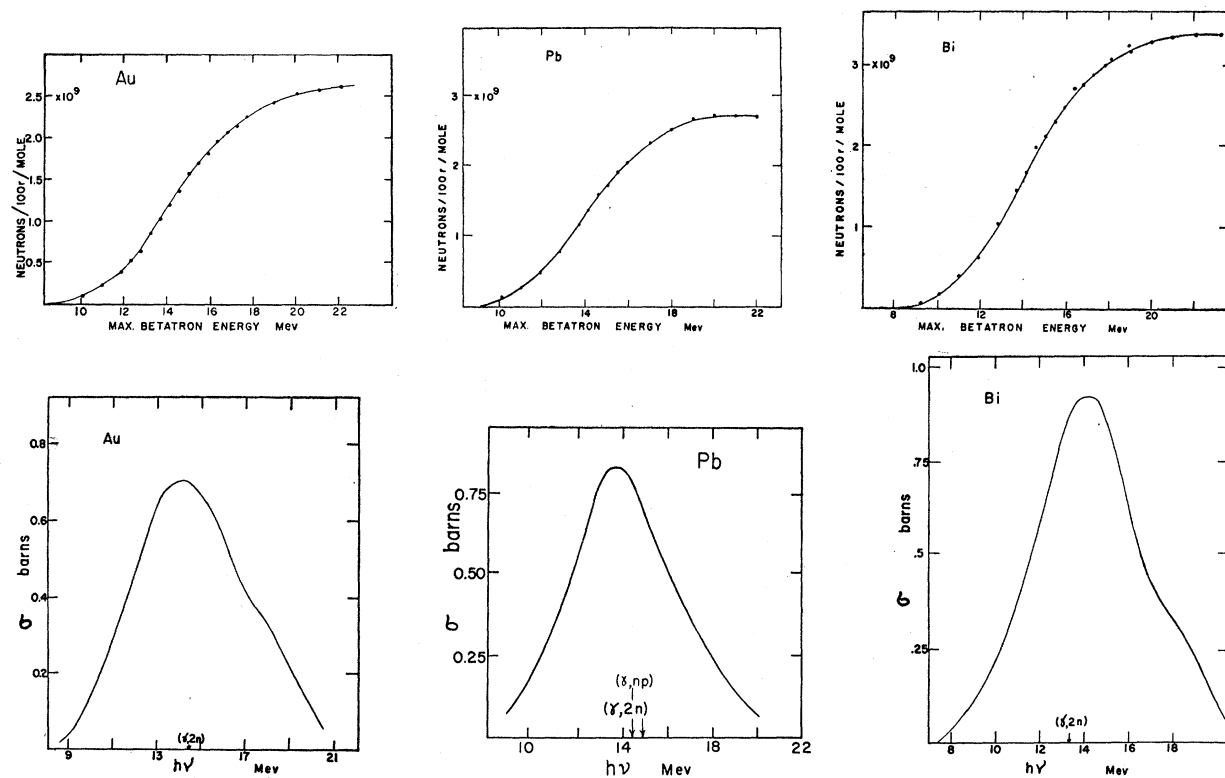 Au
×10⁹
2.5
2.0
1.5
1.0
0.5
NEUTRONS/100r/MOLE
10 12 14 16 18 20 22
MAX. BETATRON ENERGY Mev
Pb
×10⁹
3
2
1
NEUTRONS/100r/MOLE
10 14 18 22
MAX. BETATRON ENERGY Mev
Bi
×10⁹
3
2
1
NEUTRONS/100r/MOLE
8 12 16 20
MAX. BETATRON ENERGY Mev
Au
0.8
0.6
0.4
0.2
σ barns
(γ,2n)
9 13 17 21
hν Mev
Pb
0.75
0.50
0.25
σ barns
(γ,np)
(γ,2n)
10 14 18 22
hν Mev
Bi
1.0
.75
.5
.25
σ barns
(γ,2n)
8 10 12 14 16 18
hν Mev